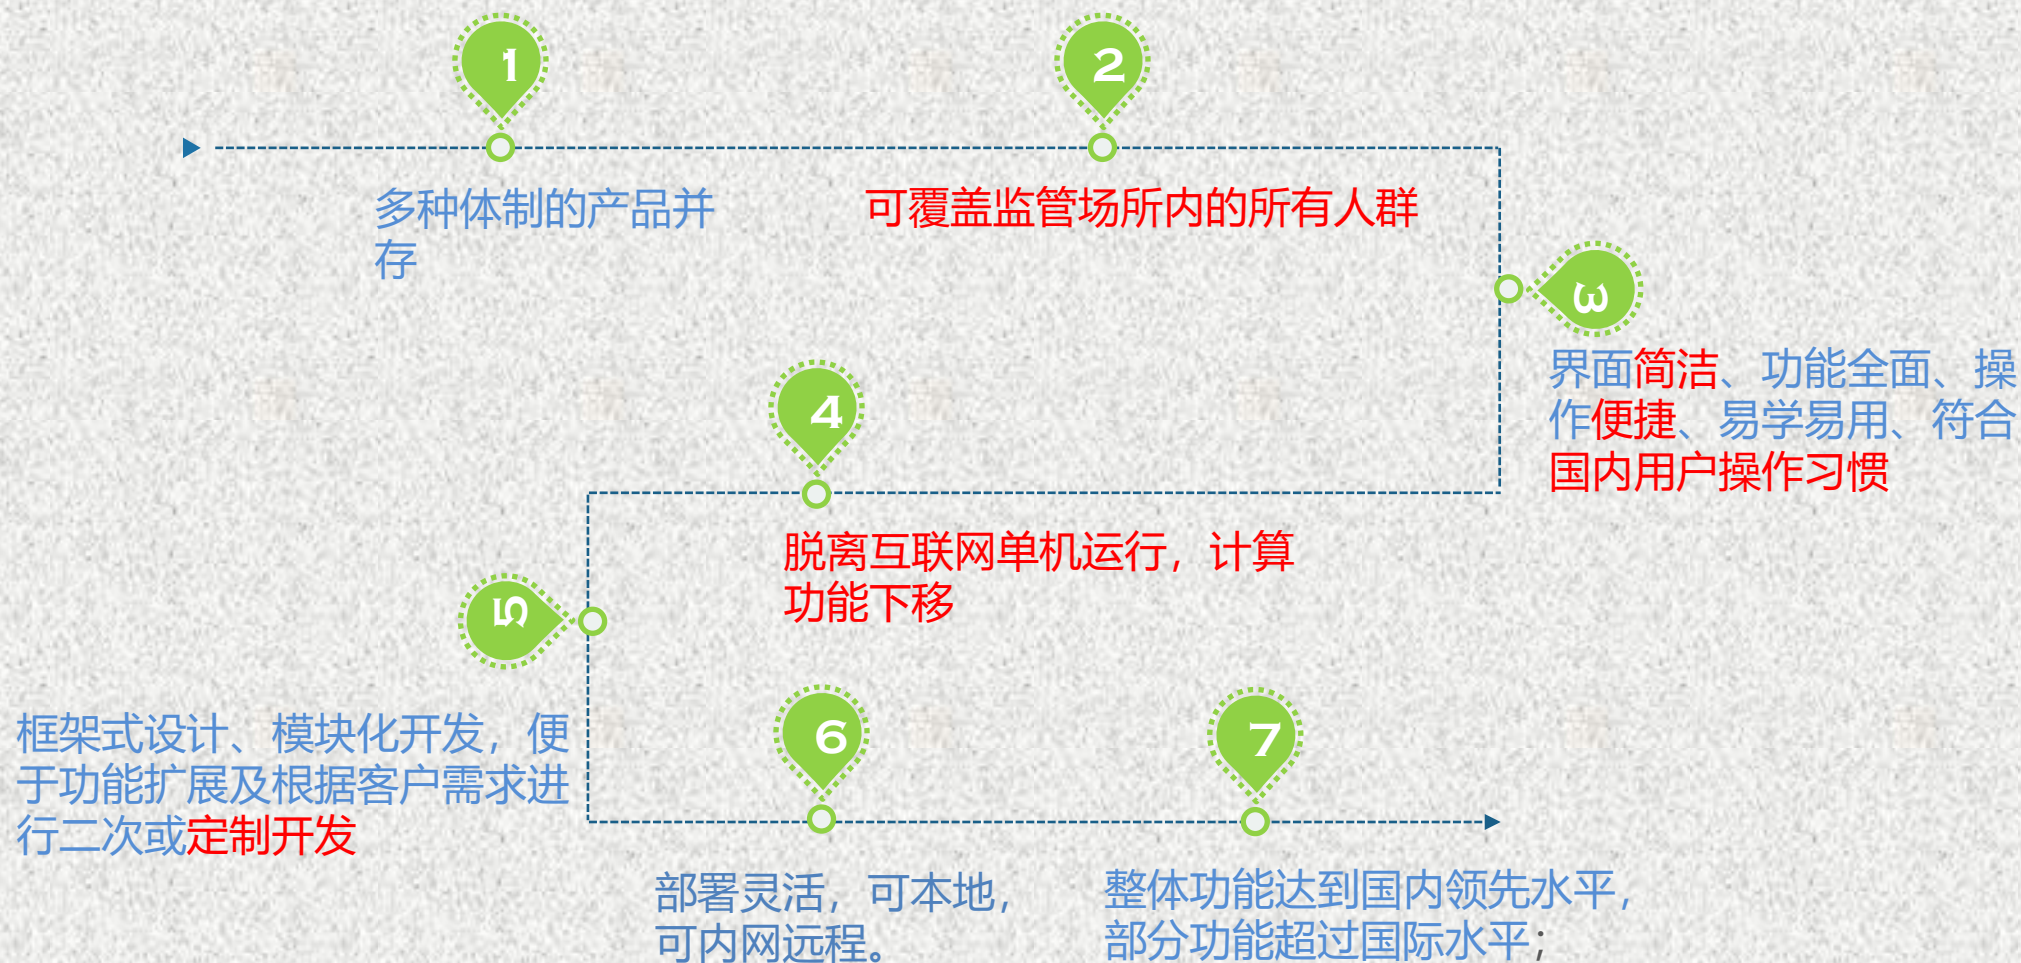 1
2
多种体制的产品并
存
可覆盖监管场所内的所有人群
3
界面简洁、功能全面、操
作便捷、易学易用、符合
国内用户操作习惯
4
脱离互联网单机运行，计算
功能下移
5
框架式设计、模块化开发，便
于功能扩展及根据客户需求进
行二次或定制开发
6
7
部署灵活，可本地，
可内网远程。
整体功能达到国内领先水平，
部分功能超过国际水平；